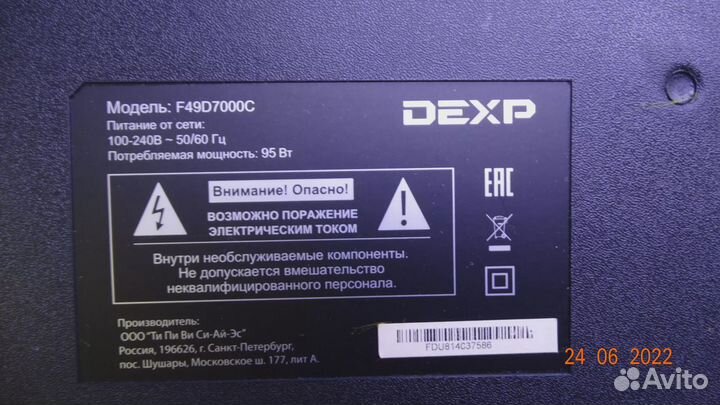 Модель: F49D7000C
DEXP
Питание от сети:
100-240В ~ 50/60 Гц
Потребляемая мощность: 95 Вт
Внимание! Опасно!
ВОЗМОЖНО ПОРАЖЕНИЕ
ЭЛЕКТРИЧЕСКИМ ТОКОМ
Внутри необслуживаемые компоненты.
Не допускается вмешательство
неквалифицированного персонала.
EAC
Производитель:
ООО "Ти Пи Ви Си-Ай-Эс"
Россия, 196626, г. Санкт-Петербург,
пос. Шушары, Московское ш. 177, лит А.
FDU814C37586
24 06 2022
Avito